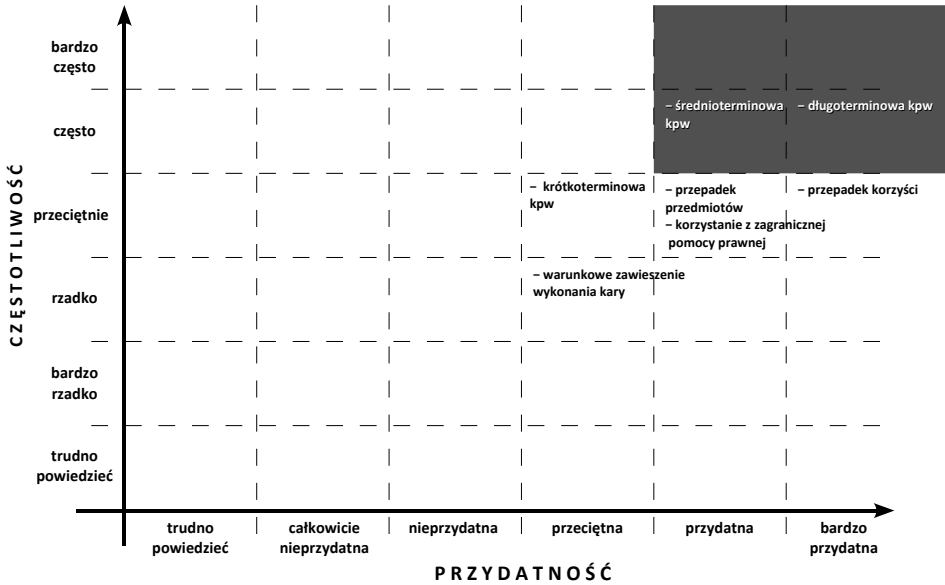 bardzo
często
– średnioterminowa
kpw
– długoterminowa kpw
często
– krótkoterminowa
kpw
– przepadek
przedmiotów
– korzystanie z zagranicznej
pomocy prawnej
– przepadek korzyści
przeciętnie
– warunkowe zawieszenie
wykonania kary
rzadko
bardzo
rzadko
trudno
powiedzieć
CZĘSTOTLIWOŚĆ
trudno
powiedzieć
całkowicie
nieprzydatna
nieprzydatna
przeciętna
przydatna
bardzo
przydatna
PRZYDATNOŚĆ